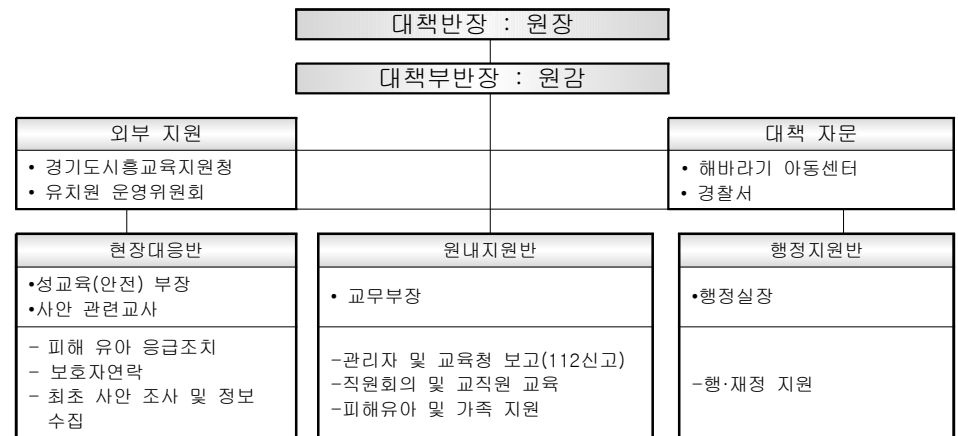 대책반장 : 원장
대책부반장 : 원감
외부 지원
• 경기도시흥교육지원청
• 유치원 운영위원회
대책 자문
• 해바라기 아동센터
• 경찰서
현장대응반
•성교육(안전) 부장
•사안 관련교사
- 피해 유아 응급조치
- 보호자연락
- 최초 사안 조사 및 정보
수집
원내지원반
• 교무부장
-관리자 및 교육청 보고(112신고)
-직원회의 및 교직원 교육
-피해유아 및 가족 지원
행정지원반
•행정실장
-행·재정 지원